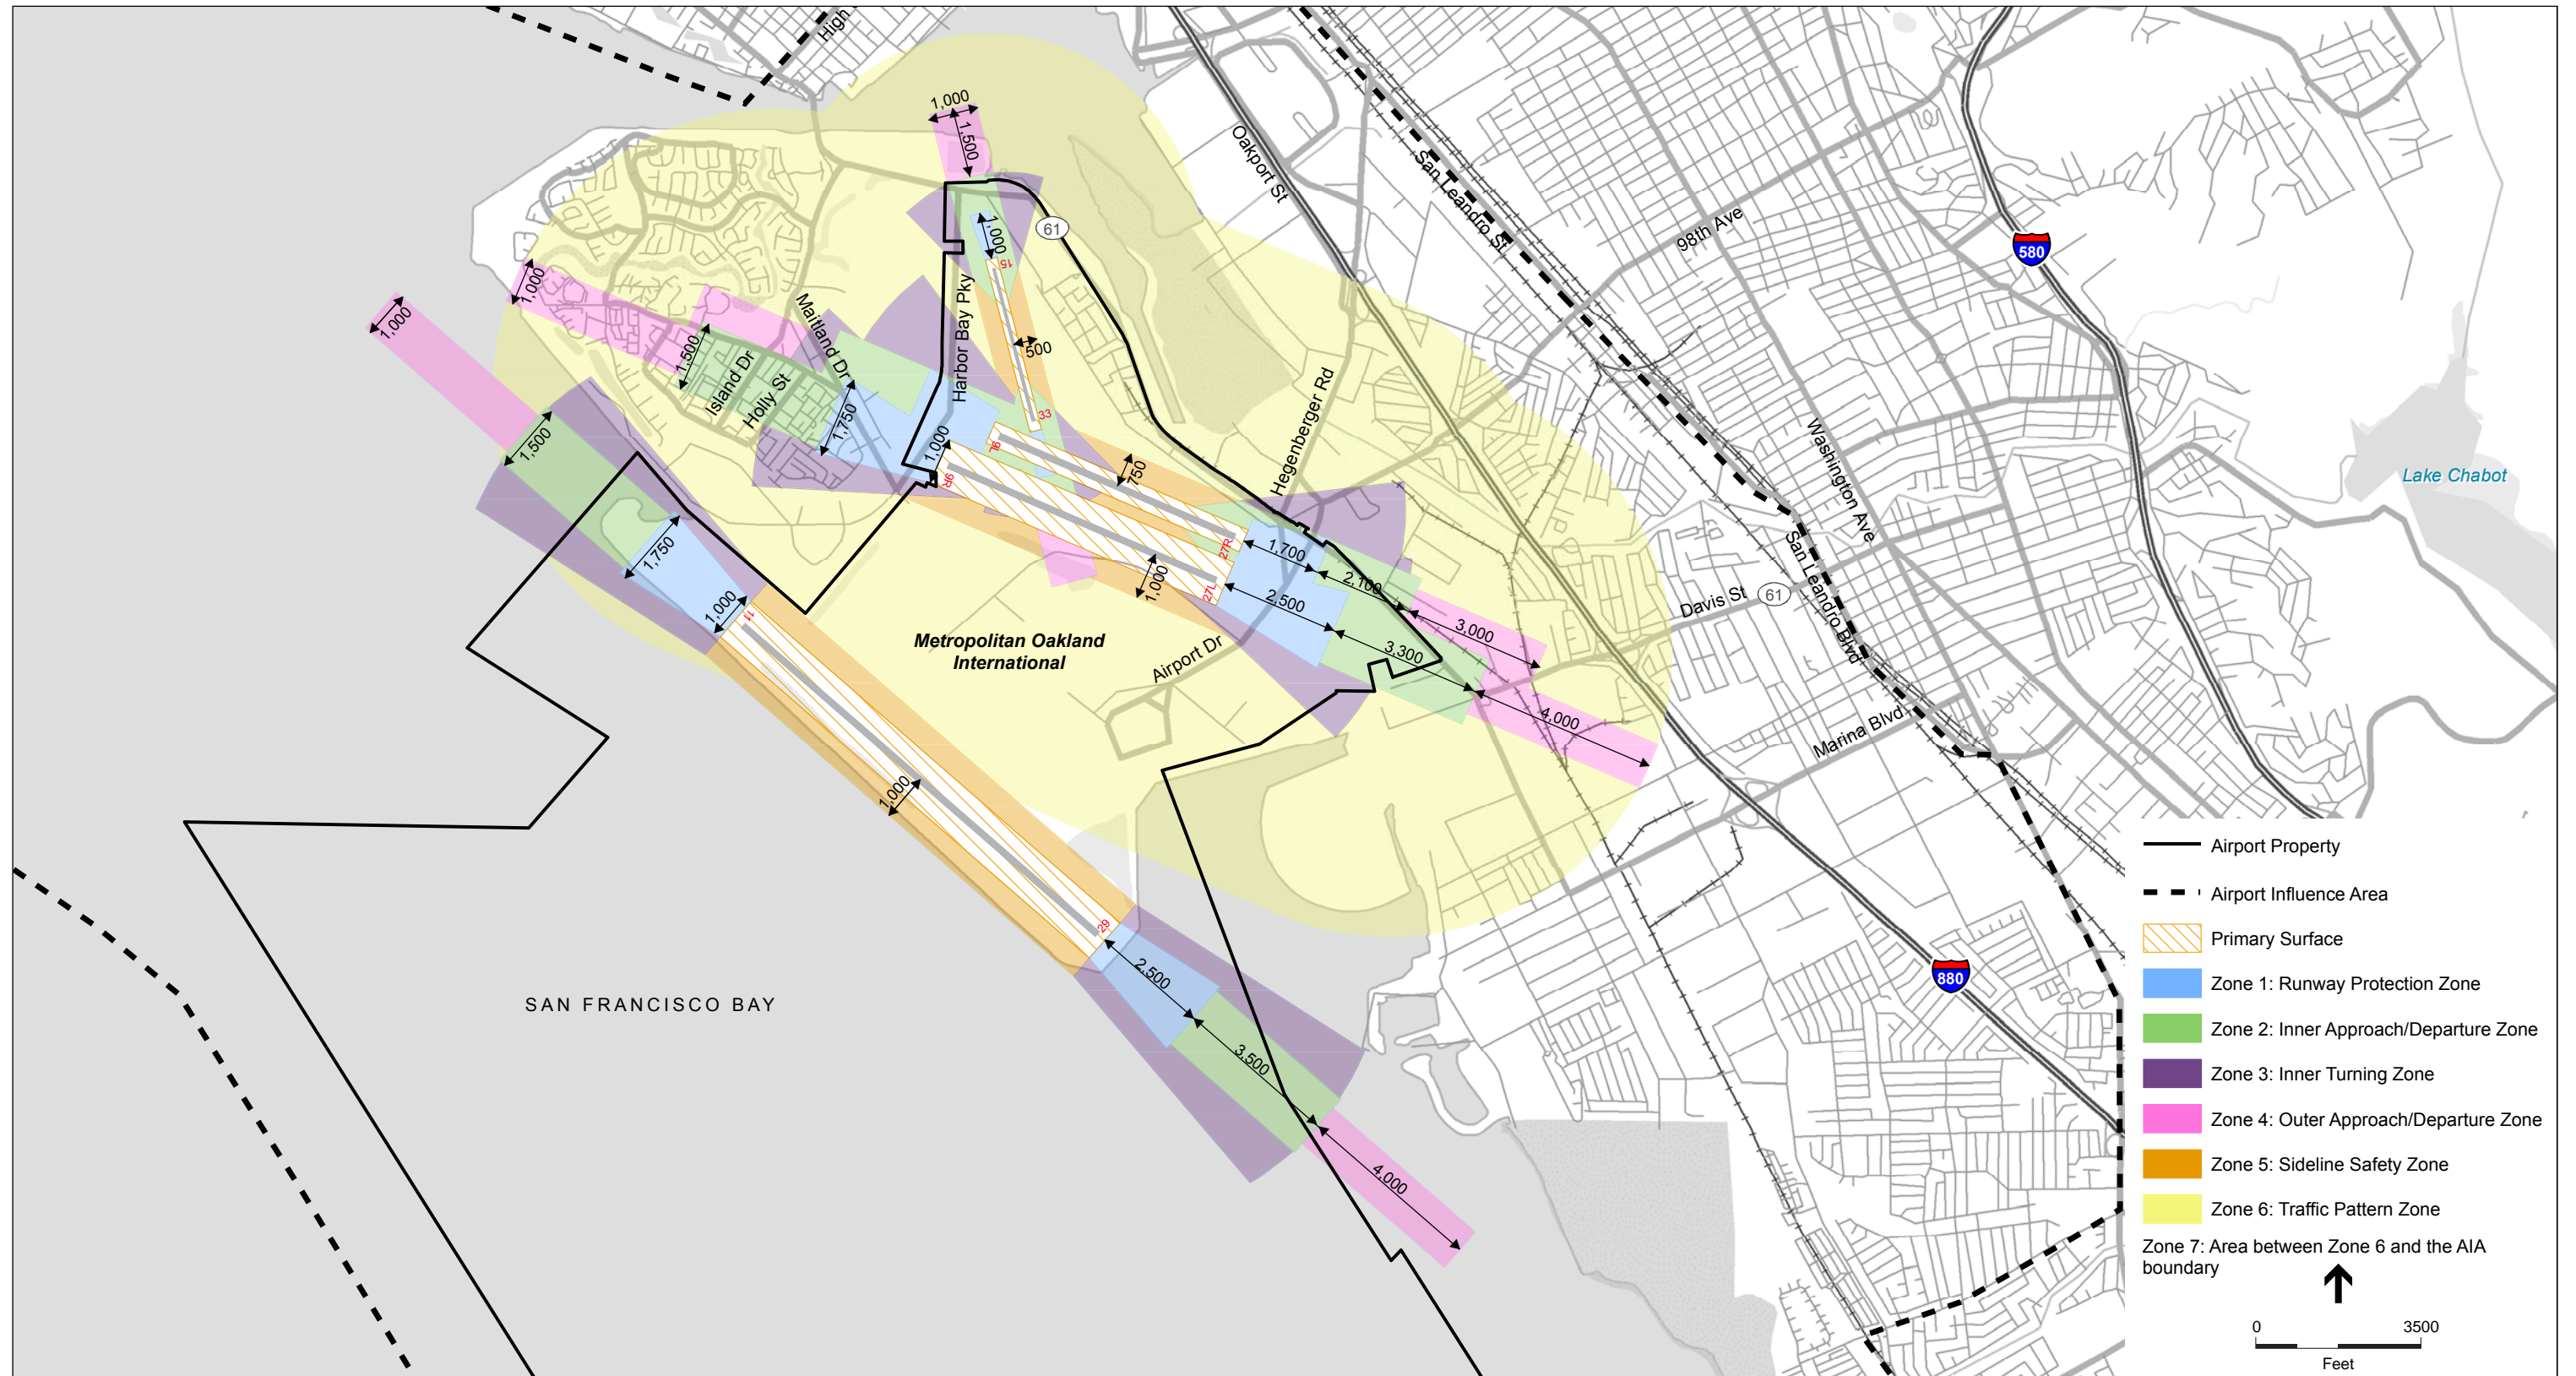 High
1,000
1,500
Oakport St
San Leandro St
98th Ave
580
61
1,000
15
1,000
1,000
Harbor Bay Pky
Maitland Dr
500
1,500
Island Dr
Holly St
1,750
33
1,000
9L
9R
750
Hegenberger Rd
Washington Ave
Lake Chabot
1,500
1,750
1,000
11
27R
27L
1,000
1,700
2,100
2,500
3,000
3,300
4,000
Davis St
61
San Leandro Blvd
Marina Blvd
Metropolitan Oakland
International
Airport Dr
1,000
29
2,500
3,500
4,000
SAN FRANCISCO BAY
880
Airport Property
Airport Influence Area
Primary Surface
Zone 1: Runway Protection Zone
Zone 2: Inner Approach/Departure Zone
Zone 3: Inner Turning Zone
Zone 4: Outer Approach/Departure Zone
Zone 5: Sideline Safety Zone
Zone 6: Traffic Pattern Zone
Zone 7: Area between Zone 6 and the AIA
boundary
0 3500
Feet